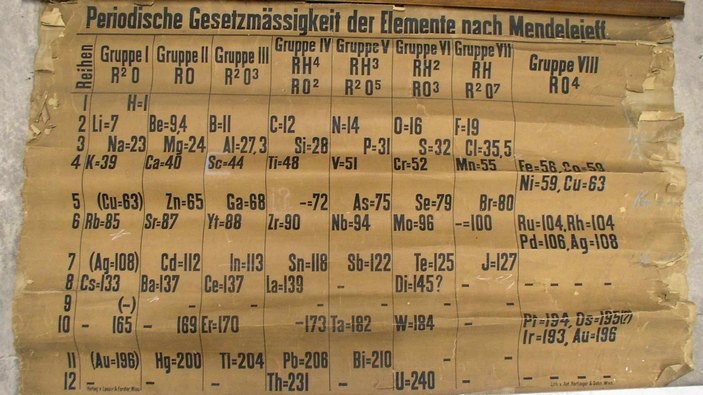 Periodische Gesetzmässigkeit der Elemente nach Mendelejeff.
Reihen Gruppe I R²O Gruppe II RO Gruppe III R²O³ Gruppe IV RH⁴ RO² Gruppe V RH³ R²O⁵ Gruppe VI RH² RO³ Gruppe VII RH R²O⁷ Gruppe VIII RO⁴
1 H=1
2 Li=7 Be=9,4 B=11 C=12 N=14 O=16 F=19
3 Na=23 Mg=24 Al=27,3 Si=28 P=31 S=32 Cl=35,5
4 K=39 Ca=40 Sc=44 Ti=48 V=51 Cr=52 Mn=55 Fe=56, Co=59
Ni=59, Cu=63
5 (Cu=63) Zn=65 Ga=68 -=72 As=75 Se=79 Br=80
6 Rb=85 Sr=87 Yt=88 Zr=90 Nb=94 Mo=96 -=100 Ru=104, Rh=104
Pd=106, Ag=108
7 (Ag=108) Cd=112 In=113 Sn=118 Sb=122 Te=125 J=127
8 Cs=133 Ba=137 Ce=137 La=139 - Di=145? - - - - -
9 (-) - - - - - -
10 - 165 - 169 Er=170 -173 Ta=182 W=184 - Pt=194, Os=195(?)
Ir=193, Au=196
11 (Au=196) Hg=200 Tl=204 Pb=206 Bi=210 - -
12 - - - Th=231 - U=240 - - - - -